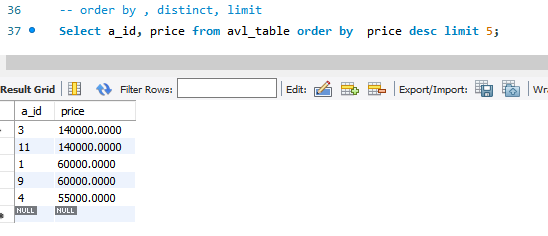 36 -- order by , distinct, limit
37 Select a_id, price from avl_table order by price desc limit 5;
Result Grid Filter Rows: Edit: Export/Import: Wra
a_id price
3 140000.0000
11 140000.0000
1 60000.0000
9 60000.0000
4 55000.0000
NULL NULL